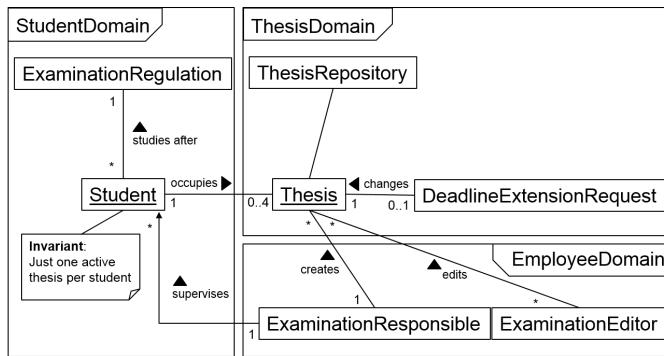 StudentDomain
ThesisDomain
ExaminationRegulation
ThesisRepository
1
studies after
*
occupies
changes
Student
1
0..4
Thesis
1
0..1
DeadlineExtensionRequest
*
*
*
Invariant:
Just one active
thesis per student
EmployeeDomain
creates
edits
supervises
1
*
1
ExaminationResponsible
ExaminationEditor